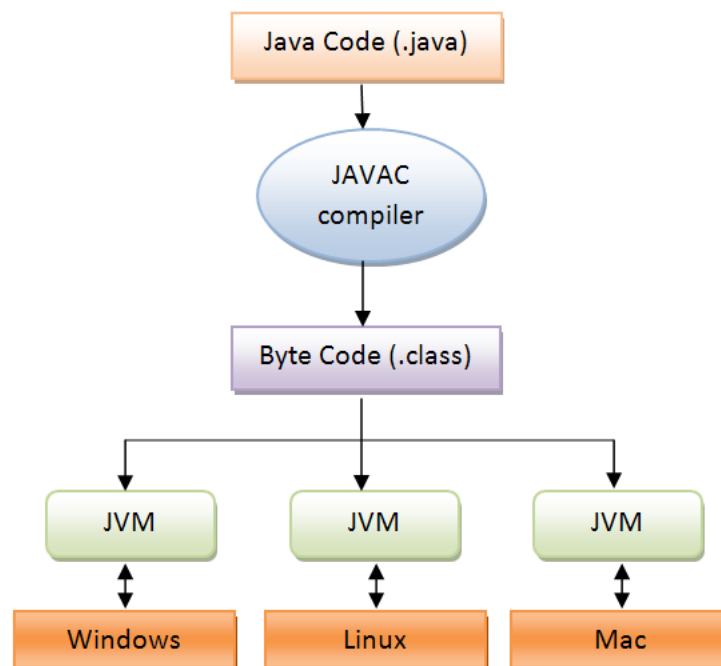 Java Code (.java)
JAVAC
compiler
Byte Code (.class)
JVM
JVM
JVM
Windows
Linux
Mac